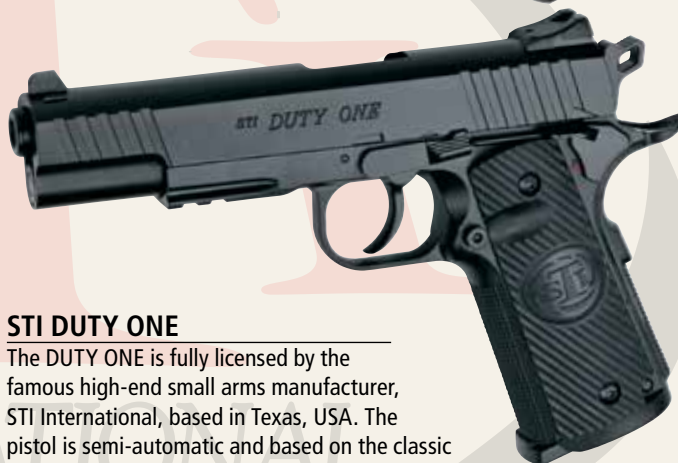 STI DUTY ONE
STI
STI DUTY ONE
The DUTY ONE is fully licensed by the
famous high-end small arms manufacturer,
STI International, based in Texas, USA. The
pistol is semi-automatic and based on the classic